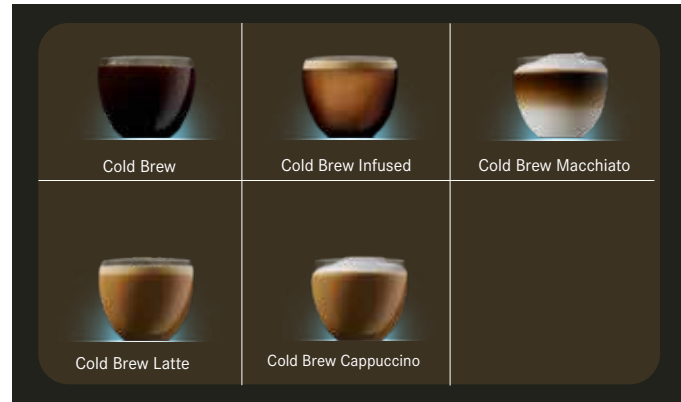 Cold Brew
Cold Brew Infused
Cold Brew Macchiato
Cold Brew Latte
Cold Brew Cappuccino